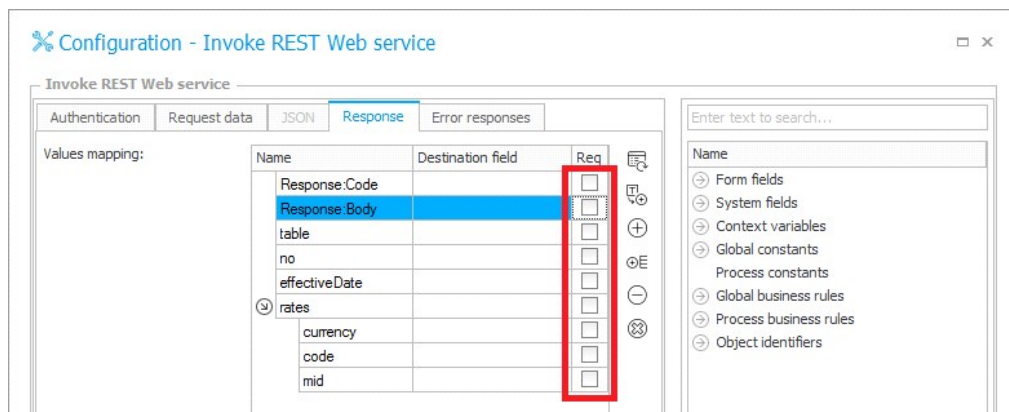 Configuration - Invoke REST Web service
Invoke REST Web service
Authentication Request data JSON Response Error responses
Values mapping:
Name Destination field Req
Response:Code
Response:Body
table
no
effectiveDate
rates
currency
code
mid
Enter text to search...
Name
Form fields
System fields
Context variables
Global constants
Process constants
Global business rules
Process business rules
Object identifiers